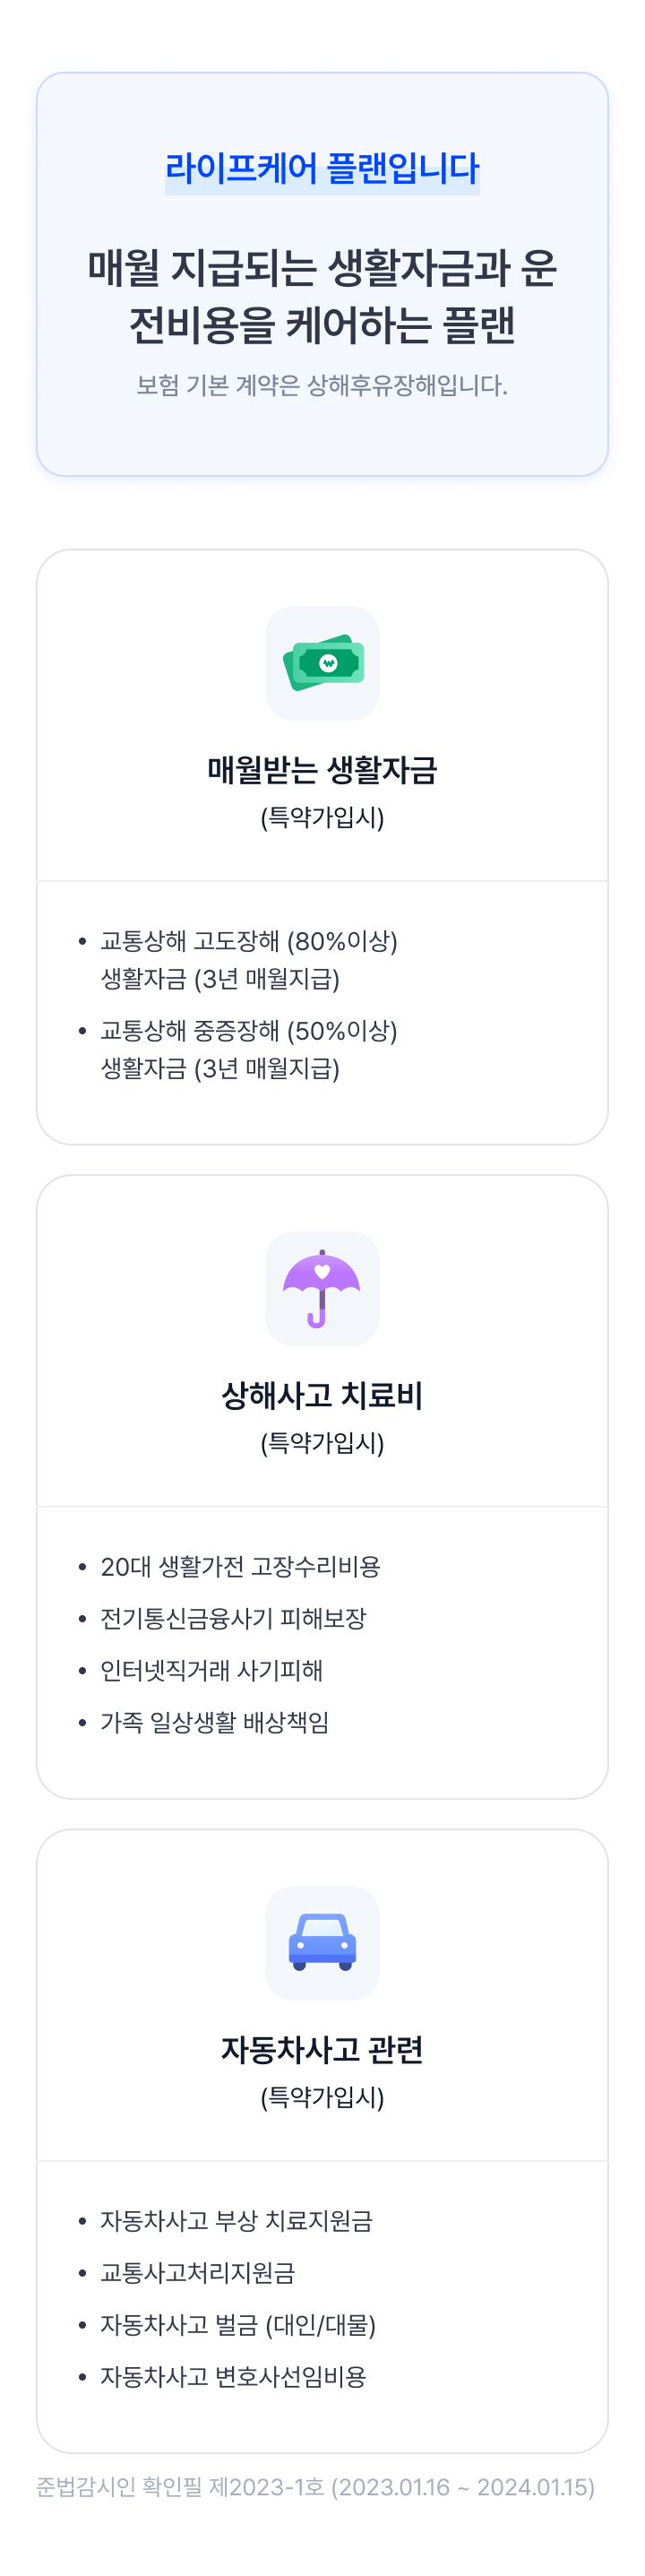 라이프케어 플랜입니다
매월 지급되는 생활자금과 운
전비용을 케어하는 플랜
보험 기본 계약은 상해후유장해입니다.
₩
매월받는 생활자금
(특약가입시)
• 교통상해 고도장해 (80%이상)
생활자금 (3년 매월지급)
• 교통상해 중증장해 (50%이상)
생활자금 (3년 매월지급)
상해사고 치료비
(특약가입시)
• 20대 생활가전 고장수리비용
• 전기통신금융사기 피해보장
• 인터넷직거래 사기피해
• 가족 일상생활 배상책임
자동차사고 관련
(특약가입시)
• 자동차사고 부상 치료지원금
• 교통사고처리지원금
• 자동차사고 벌금 (대인/대물)
• 자동차사고 변호사선임비용
준법감시인 확인필 제2023-1호 (2023.01.16 ~ 2024.01.15)